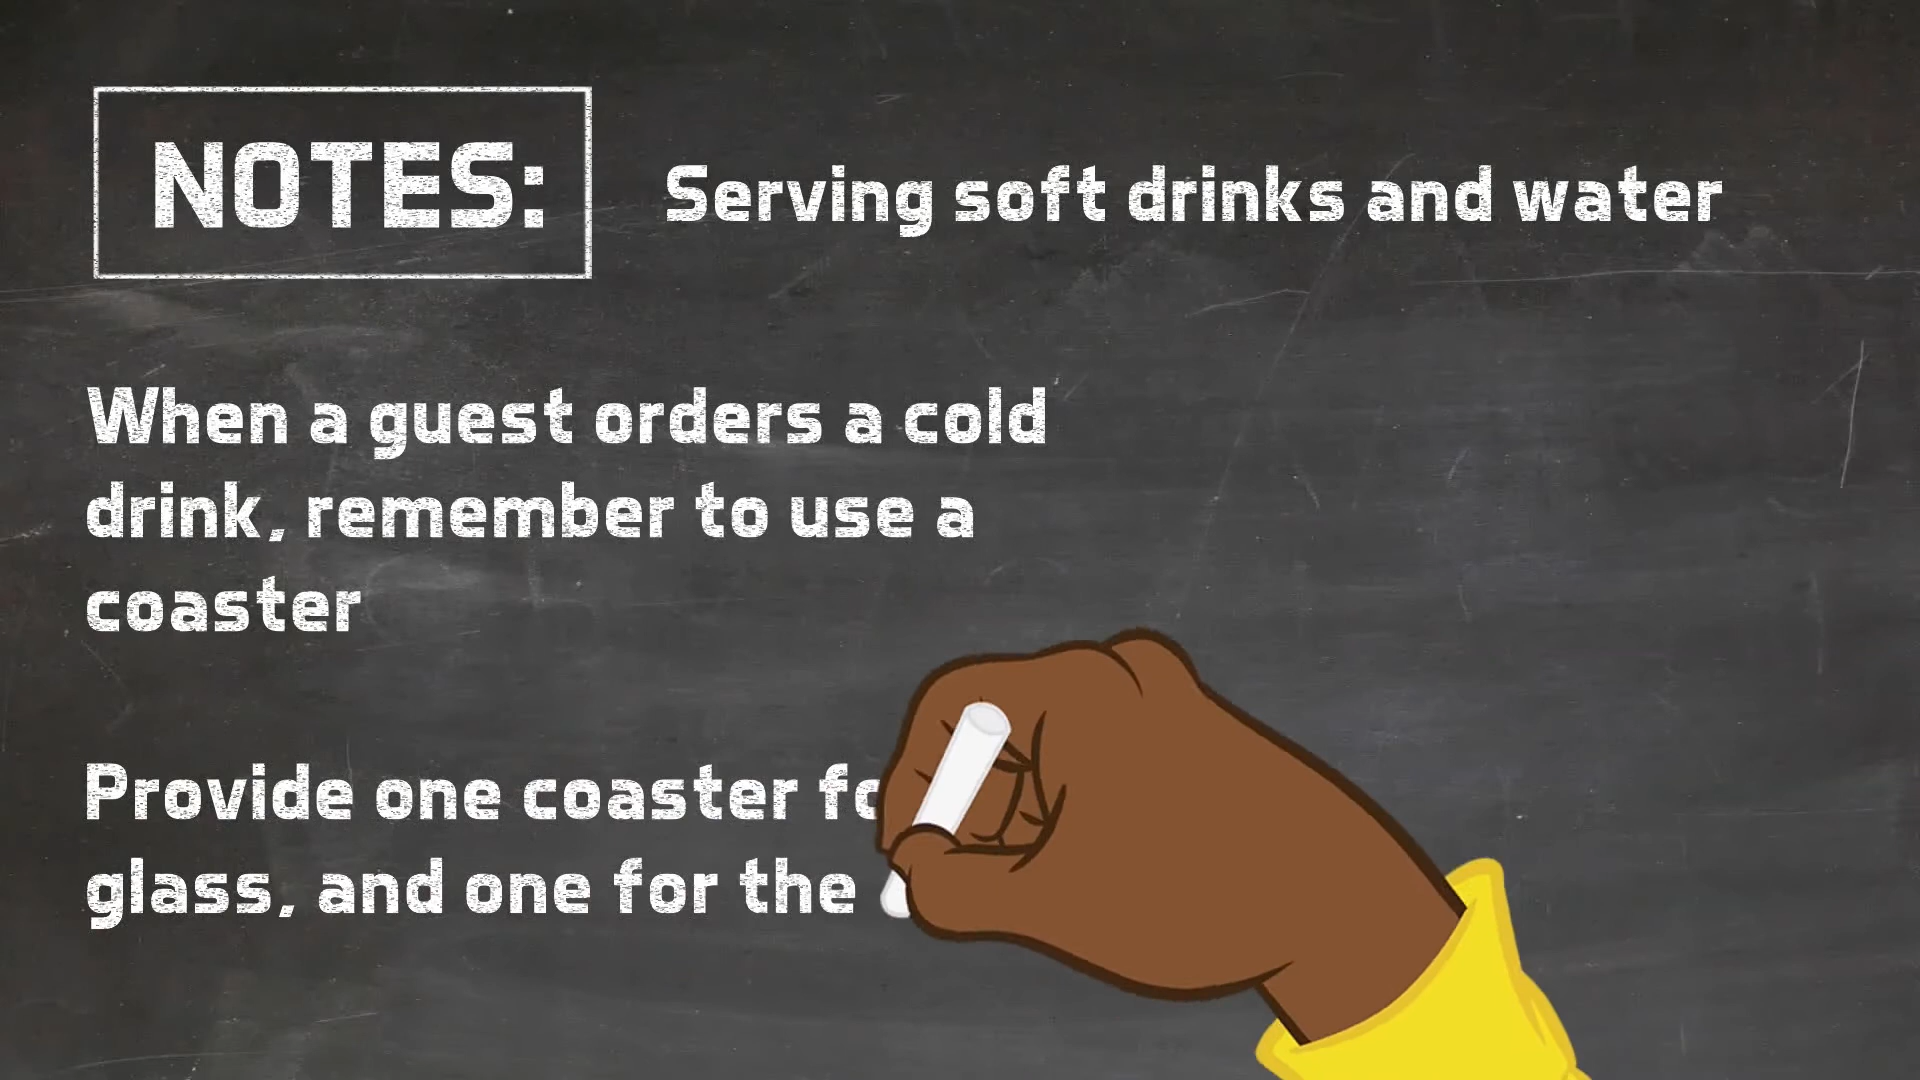 NOTES:
Serving soft drinks and water
When a guest orders a cold
drink, remember to use a
coaster
Provide one coaster
glass, and one for the